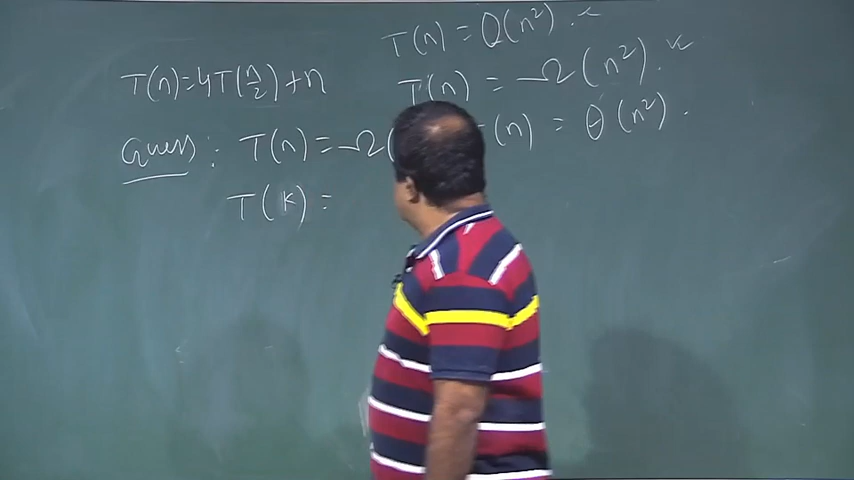 T(n) = O(n²).
T(n) = 4T(n/2) + n
T(n) = Ω(n²).
Guess: T(n) = Ω(
(n) = θ(n²).
T(k) =